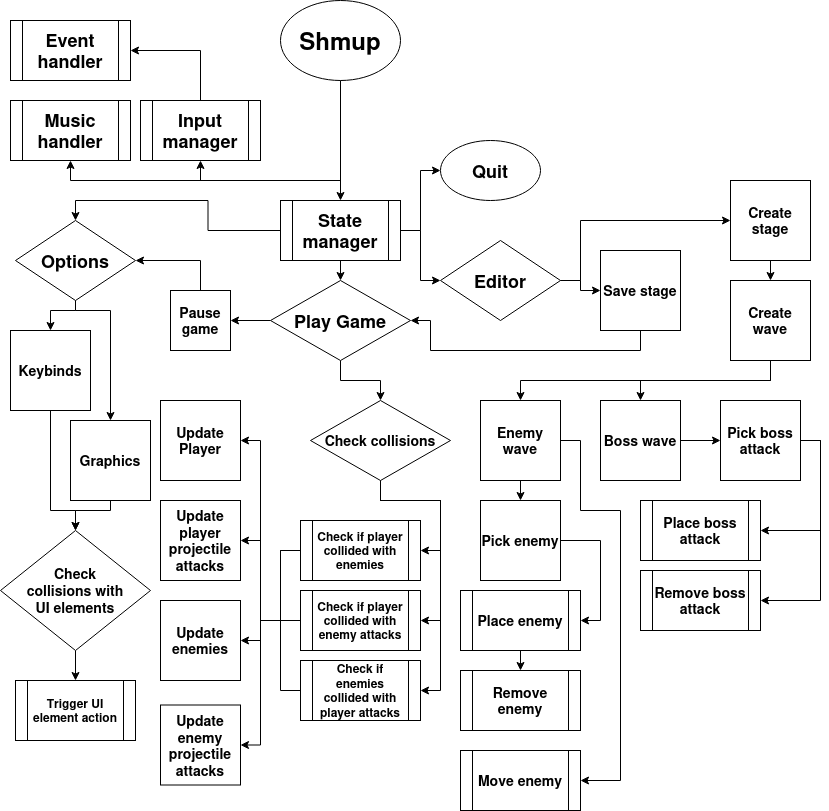 Shmup
Event
handler
Music
handler
Input
manager
Quit
State
manager
Create
stage
Options
Editor
Save stage
Pause
game
Play Game
Create
wave
Keybinds
Graphics
Update
Player
Check collisions
Enemy
wave
Boss wave
Pick boss
attack
Update
player
projectile
attacks
Check if player
collided with
enemies
Pick enemy
Place boss
attack
Check
collisions with
UI elements
Update
enemies
Check if player
collided with
enemy attacks
Place enemy
Remove boss
attack
Trigger UI
element action
Update
enemy
projectile
attacks
Check if
enemies
collided with
player attacks
Remove
enemy
Move enemy